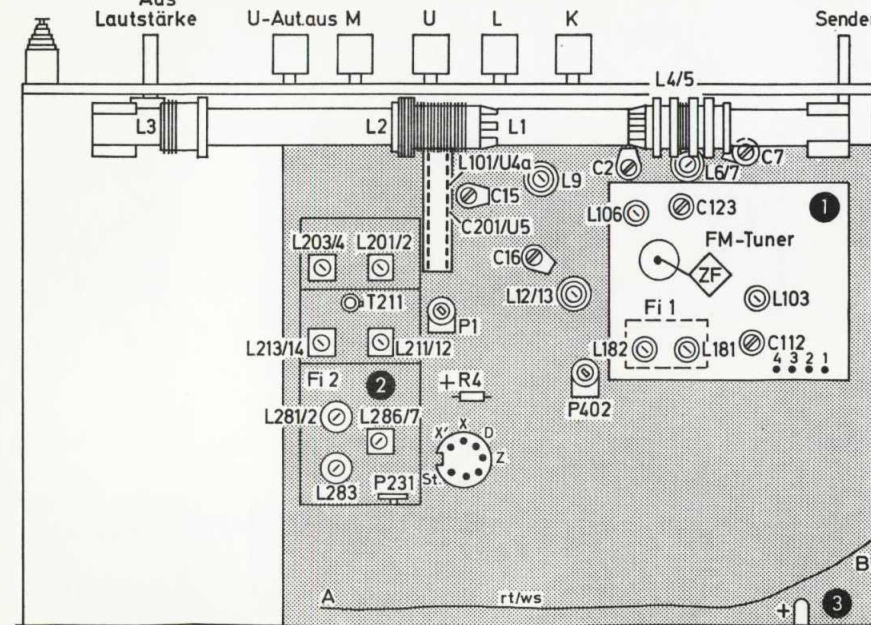 Aus
Lautstärke
U-Aut.aus M U L K
L4/5
L3 L2 L1
C2 L6/7 C7
L101/U4a
C15 L9
C201/U5
L106 C123 1
FM-Tuner
L203/4 L201/2
C16 ZF
T211 L12/13 L103
P1 Fi 1
L213/14 L211/12 L182 L181 C112
4 3 2 1
Fi 2 2 +R4
P402
L281/2 L286/7
X' X D
Z
St.
L283 P231
B
A rt/ws
+ 3